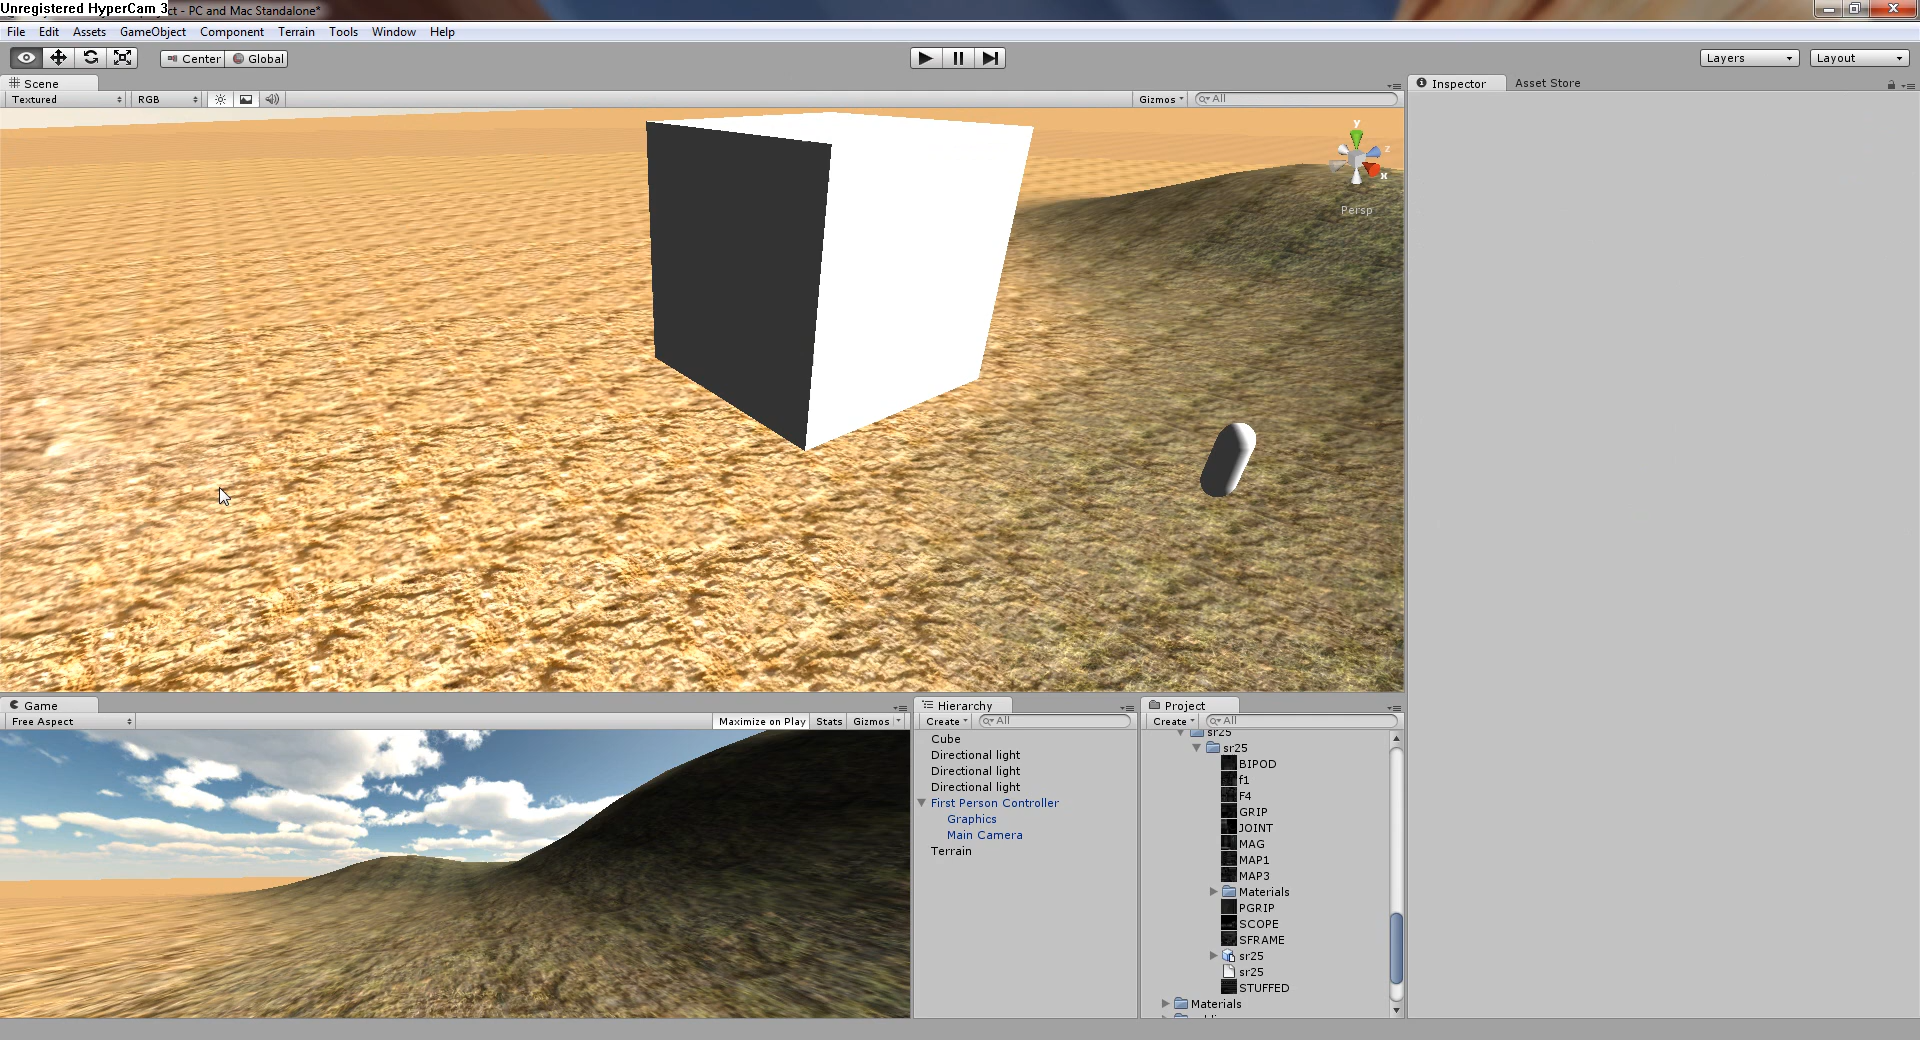 Unregistered HyperCam 3
ct - PC and Mac Standalone*
File Edit Assets GameObject Component Terrain Tools Window Help
Center Global Layers Layout
Scene
Textured RGB Gizmos All
Inspector Asset Store
y
z
x
Persp
Game
Free Aspect Maximize on Play Stats Gizmos
Hierarchy
Create All
Cube
Directional light
Directional light
Directional light
First Person Controller
Graphics
Main Camera
Terrain
Project
Create All
sr25
sr25
BIPOD
f1
F4
GRIP
JOINT
MAG
MAP1
MAP3
Materials
PGRIP
SCOPE
SFRAME
sr25
sr25
STUFFED
Materials